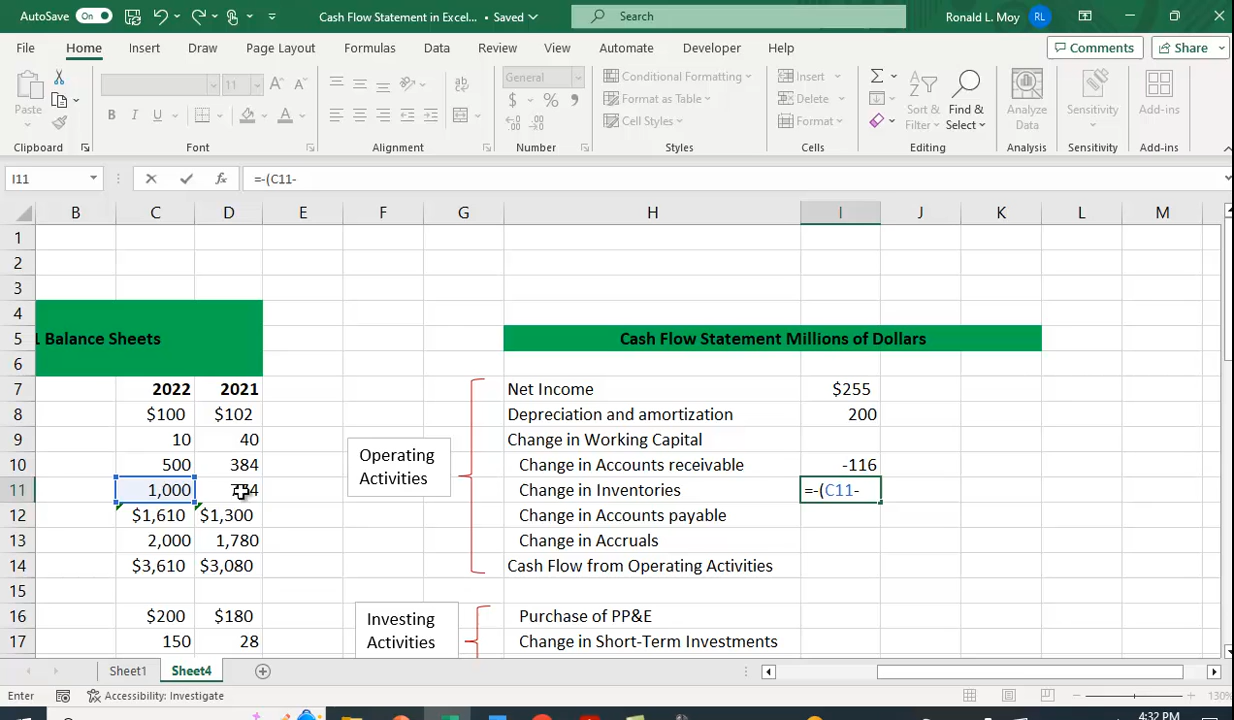 AutoSave On Cash Flow Statement in Excel... • Saved Search Ronald L. Moy RL
File Home Insert Draw Page Layout Formulas Data Review View Automate Developer Help Comments Share
Paste 11 A A B I U A ab General $ % 9 Conditional Formatting Format as Table Cell Styles Insert Delete Format Sort & Filter Find & Select Analyze Data Sensitivity Add-ins
Clipboard Font Alignment Number Styles Cells Editing Analysis Sensitivity Add-ins
I11 fx =-(C11-
B C D E F G H I J K L M
1
2
3
4
5 1 Balance Sheets Cash Flow Statement Millions of Dollars
6
7 2022 2021 Net Income $255
8 $100 $102 Depreciation and amortization 200
9 10 40 Change in Working Capital
10 500 384 Operating Activities Change in Accounts receivable -116
11 1,000 Change in Inventories =-(C11-
12 $1,610 $1,300 Change in Accounts payable
13 2,000 1,780 Change in Accruals
14 $3,610 $3,080 Cash Flow from Operating Activities
15
16 $200 $180 Investing Activities Purchase of PP&E
17 150 28 Change in Short-Term Investments
Sheet1 Sheet4
Enter Accessibility: Investigate 130%
4:32 PM